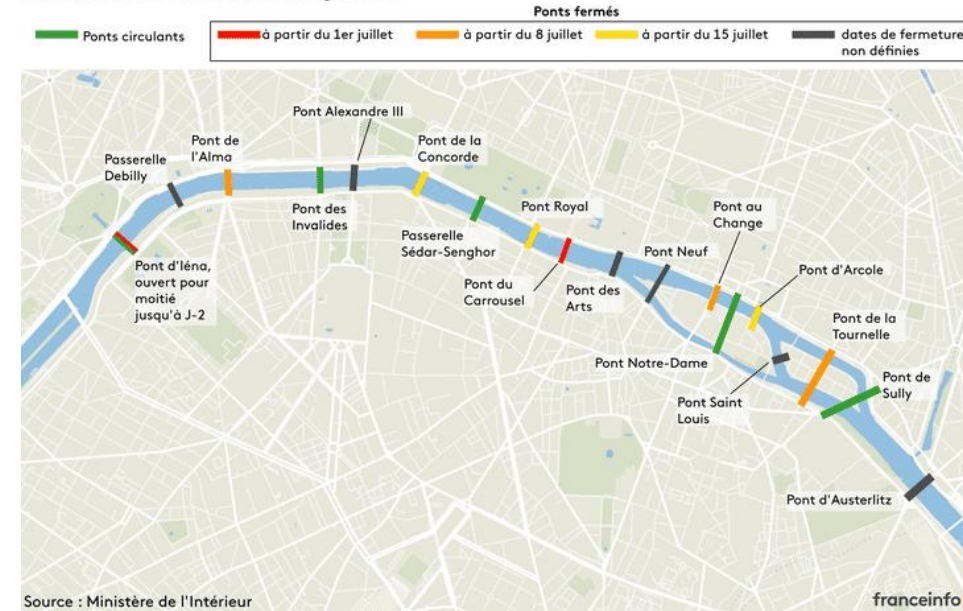 Ponts fermés
Ponts circulants
à partir du 1er juillet
à partir du 8 juillet
à partir du 15 juillet
dates de fermeture
non définies
Pont Alexandre III
Pont de
l'Alma
Pont de la
Concorde
Passerelle
Debilly
Pont des
Invalides
Pont Royal
Pont au
Change
Passerelle
Sédar-Senghor
Pont Neuf
Pont d'Arcole
Pont d'Iéna,
ouvert pour
moitié
jusqu'à J-2
Pont du
Carrousel
Pont des
Arts
Pont de la
Tournelle
Pont Notre-Dame
Pont de
Sully
Pont Saint
Louis
Pont d'Austerlitz
Source : Ministère de l'Intérieur
franceinfo